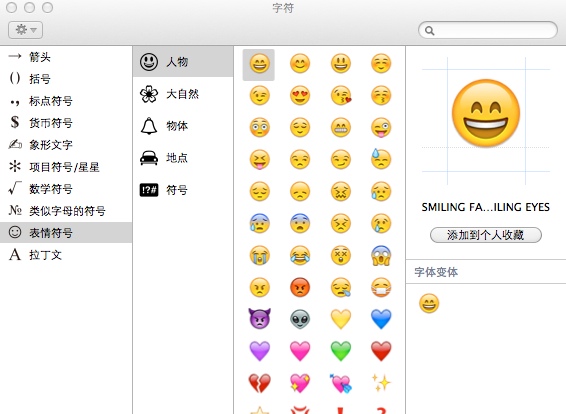 字符
箭头
括号
标点符号
货币符号
象形文字
项目符号/星星
数学符号
类似字母的符号
表情符号
拉丁文
人物
大自然
物体
地点
符号
SMILING FA...ILING EYES
添加到个人收藏
字体变体